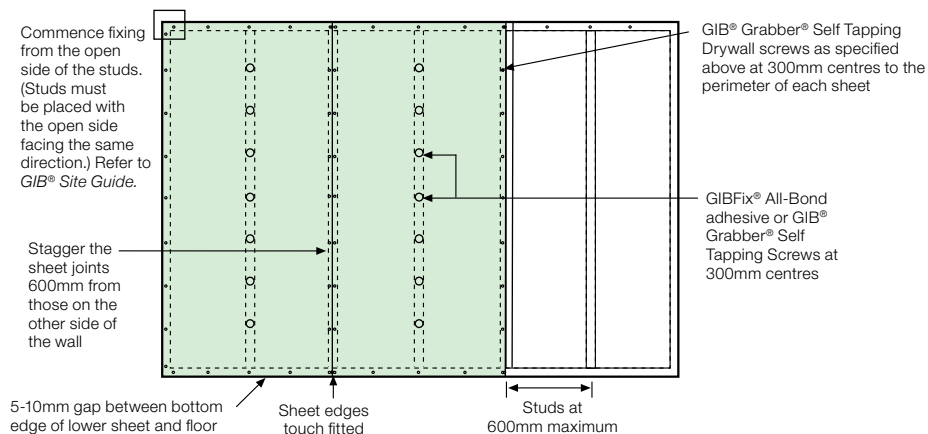 Commence fixing
from the open
side of the studs.
(Studs must
be placed with
the open side
facing the same
direction.) Refer to
GIB® Site Guide.
Stagger the
sheet joints
600mm from
those on the
other side of
the wall
5-10mm gap between bottom
edge of lower sheet and floor
Sheet edges
touch fitted
Studs at
600mm maximum
GIB® Grabber® Self Tapping
Drywall screws as specified
above at 300mm centres to the
perimeter of each sheet
GIBFix® All-Bond
adhesive or GIB®
Grabber® Self
Tapping Screws at
300mm centres